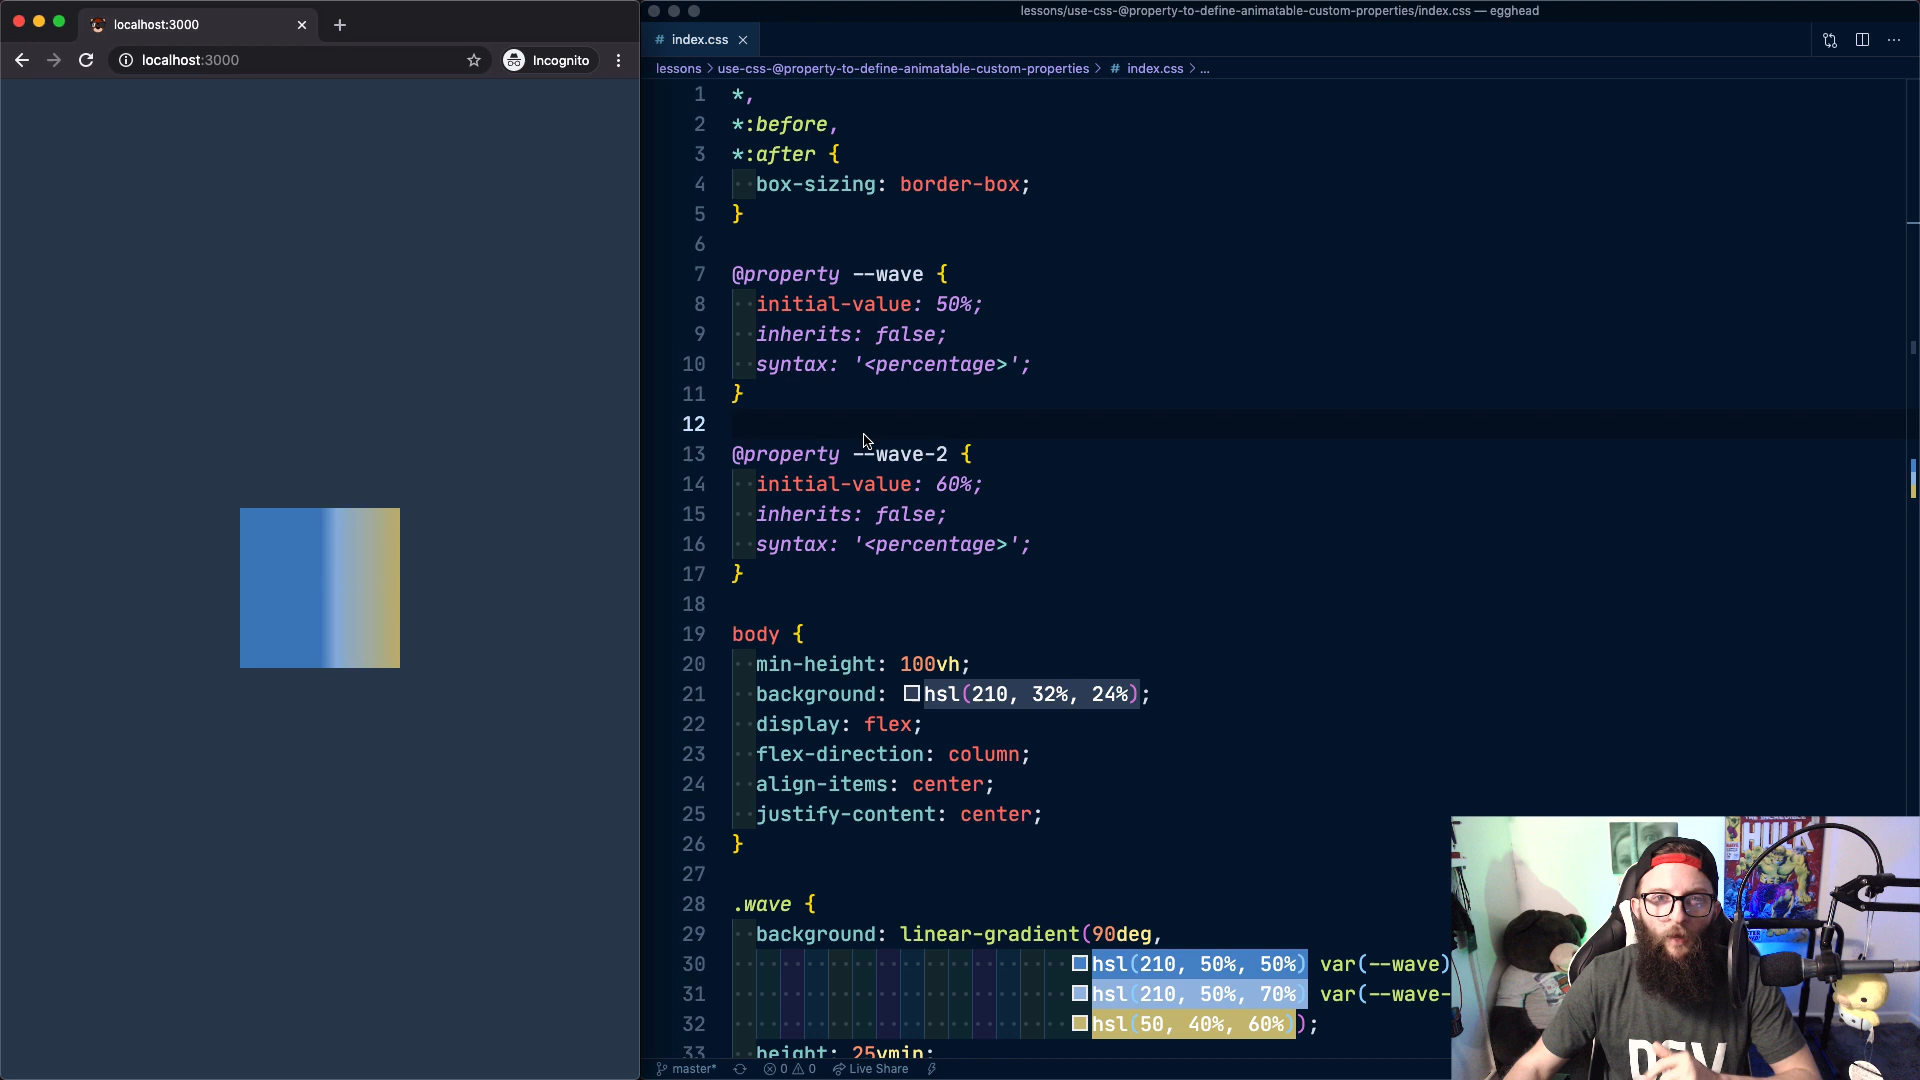 localhost:3000
localhost:3000
Incognito
lessons/use-css-@property-to-define-animatable-custom-properties/index.css — egghead
# index.css
lessons > use-css-@property-to-define-animatable-custom-properties > # index.css > ...
1 *,
2 *:before,
3 *:after {
4 box-sizing: border-box;
5 }
6
7 @property --wave {
8 initial-value: 50%;
9 inherits: false;
10 syntax: '<percentage>';
11 }
12
13 @property --wave-2 {
14 initial-value: 60%;
15 inherits: false;
16 syntax: '<percentage>';
17 }
18
19 body {
20 min-height: 100vh;
21 background: hsl(210, 32%, 24%);
22 display: flex;
23 flex-direction: column;
24 align-items: center;
25 justify-content: center;
26 }
27
28 .wave {
29 background: linear-gradient(90deg,
30 hsl(210, 50%, 50%) var(--wave)
31 hsl(210, 50%, 70%) var(--wave-
32 hsl(50, 40%, 60%));
33 height: 25vmin;
master* 0 0 Live Share
HULK